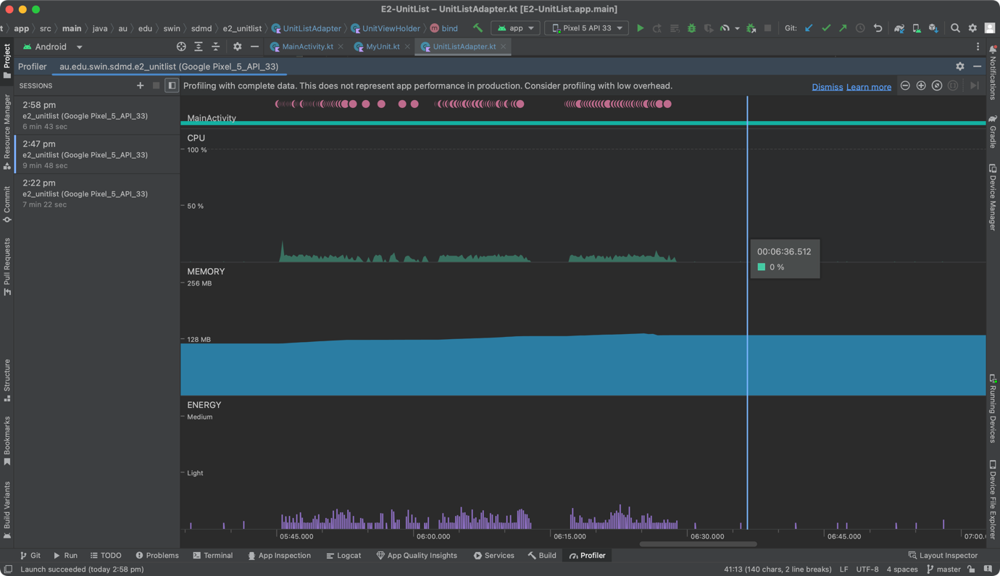 E2-UnitList – UnitListAdapter.kt [E2-UnitList.app.main]
t app src main java au edu swin sdmd e2_unitlist UnitListAdapter UnitViewHolder m bind app Pixel 5 API 33 Git:
Android MainActivity.kt MyUnit.kt UnitListAdapter.kt
Profiler au.edu.swin.sdmd.e2_unitlist (Google Pixel_5_API_33)
SESSIONS Profiling with complete data. This does not represent app performance in production. Consider profiling with low overhead. Dismiss Learn more
2:58 pm
e2_unitlist (Google Pixel_5_API_33)
6 min 43 sec
2:47 pm
e2_unitlist (Google Pixel_5_API_33)
9 min 48 sec
2:22 pm
e2_unitlist (Google Pixel_5_API_33)
7 min 22 sec
MainActivity
CPU
100 %
50 %
00:06:36.512
0 %
MEMORY
256 MB
128 MB
ENERGY
Medium
Light
05:45.000 06:00.000 06:15.000 06:30.000 06:45.000 07:00.0
Project
Resource Manager
Commit
Pull Requests
Structure
Bookmarks
Build Variants
Notifications
Gradle
Device Manager
Running Devices
Device File Explorer
Git Run TODO Problems Terminal App Inspection Logcat App Quality Insights Services Build Profiler Layout Inspector
Launch succeeded (today 2:58 pm) 41:13 (140 chars, 2 line breaks) LF UTF-8 4 spaces master